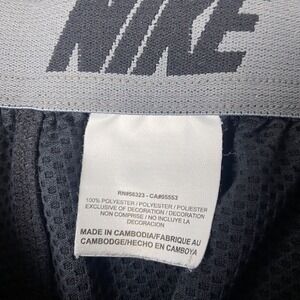 NIKE
RN#56323 - CA#05553
100% POLYESTER / POLYESTER / POLIESTER
EXCLUSIVE OF DECORATION / DECORATION
NON COMPRISE / NO INCLUYE LA
DECORACION
MADE IN CAMBODIA/FABRIQUE AU
CAMBODGE/HECHO EN CAMBOYA